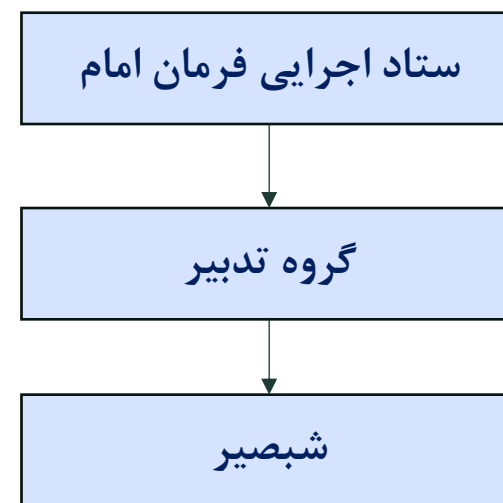 ستاد اجرایی فرمان امام
گروه تدبیر
شبصیر